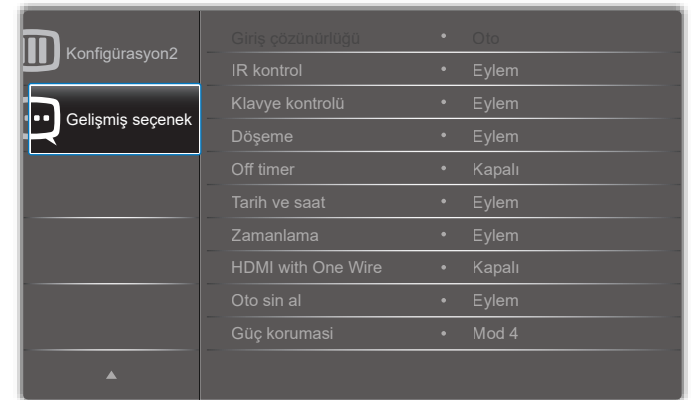 Konfigürasyon2
Gelişmiş seçenek
Giriş çözünürlüğü • Oto
IR kontrol • Eylem
Klavye kontrolü • Eylem
Döşeme • Eylem
Off timer • Kapalı
Tarih ve saat • Eylem
Zamanlama • Eylem
HDMI with One Wire • Kapalı
Oto sin al • Eylem
Güç korumasi • Mod 4